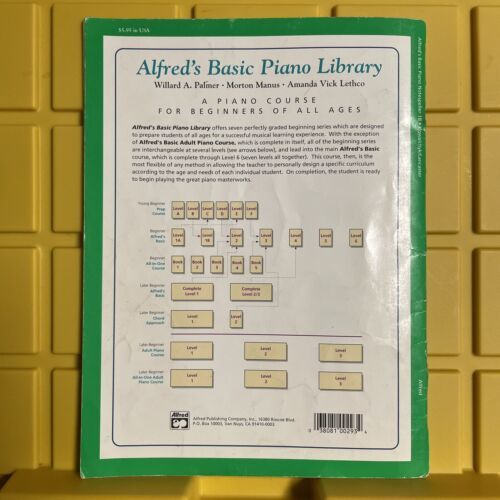 $5.95 in USA
Alfred's Basic Piano Library
Willard A. Palmer • Morton Manus • Amanda Vick Lethco
A PIANO COURSE
FOR BEGINNERS OF ALL AGES
Alfred's Basic Piano Library offers seven perfectly graded beginning series which are designed
to prepare students of all ages for a successful musical learning experience. With the exception
of Alfred's Basic Adult Piano Course, which is complete in itself, all of the beginning series
are interchangeable at several levels (see arrows below), and lead into the main Alfred's Basic
course, which is complete through Level 6 (seven levels all together). This course, then, is the
most flexible of any method in allowing the teacher to personally design a specific curriculum
according to the age and needs of each individual student. On completion, the student is ready
to begin playing the great piano masterworks.
Young Beginner
Prep
Course
Level A
Level B
Level C
Level D
Level E
Level F
Beginner
Alfred's
Basic
Level 1A
Level 1B
Level 2
Level 3
Level 4
Level 5
Level 6
Beginner
All-in-One
Course
Book 1
Book 2
Book 3
Book 4
Book 5
Later Beginner
Alfred's
Basic
Complete Level 1
Complete Level 2/3
Later Beginner
Chord
Approach
Level 1
Level 2
Later Beginner
Adult Piano
Course
Level 1
Level 2
Level 3
Later Beginner
All-in-One Adult
Piano Course
Level 1
Level 2
Level 3
Alfred
Alfred Publishing Company, Inc., 16380 Roscoe Blvd.
P.O. Box 10003, Van Nuys, CA 91410-0003
0 38081 00293 4
Alfred's Basic Piano
Alfred